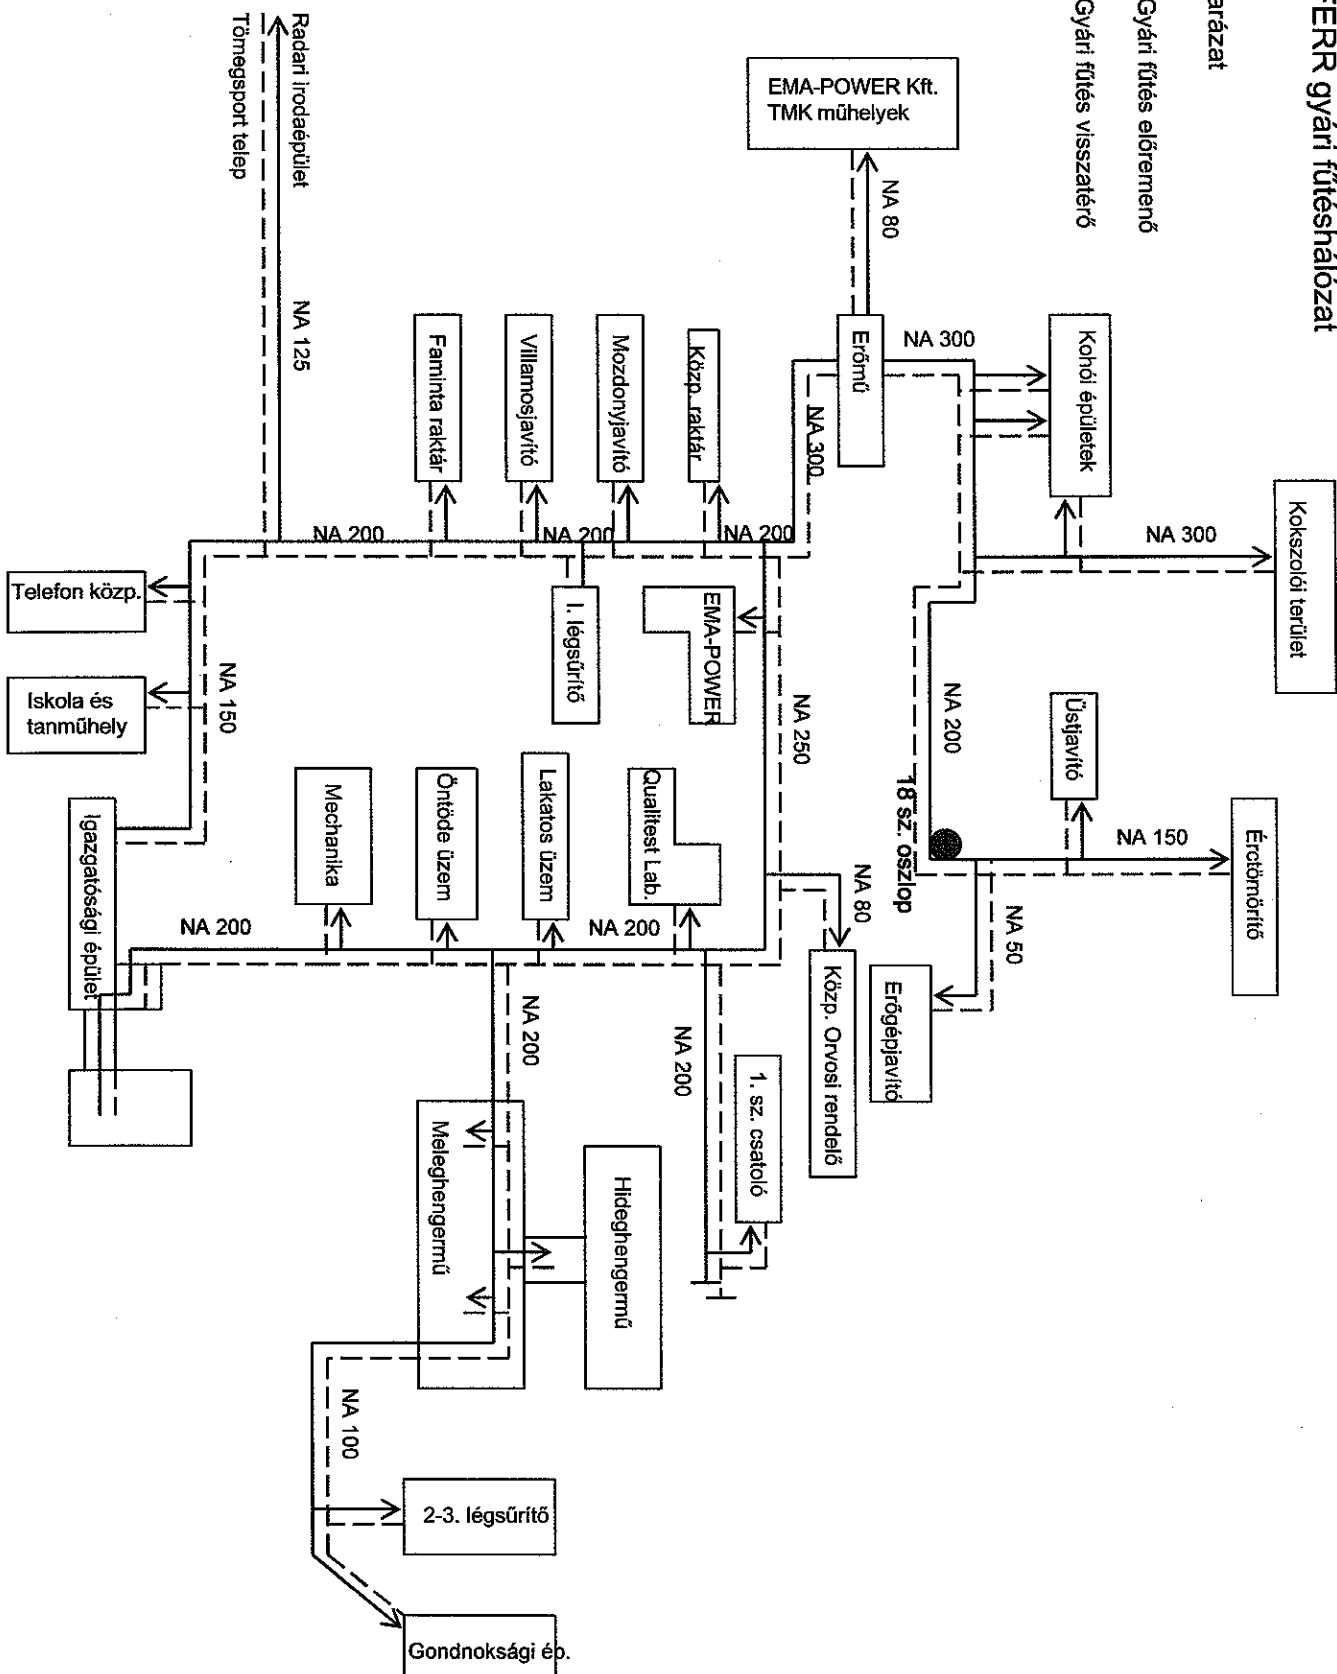 FERR gyári fűtéshálózat
arázat
Gyári fűtés előremenő
Gyári fűtés visszatérő
EMA-POWER Kft.
TMK műhelyek
NA 80
Erőmű
NA 300
NA 300
Kohói épületek
Kokszolói terület
NA 300
Radari irodaépület
Tömegsport telep
NA 125
Faminta raktár
Villamosjavító
Mozdonyjavító
Közp. raktár
NA 200
NA 200
NA 200
Telefon közp.
Iskola és
tanműhely
NA 150
Igazgatósági épület
I. légsűrítő
EMA-POWER
NA 250
NA 200
18 sz. oszlop
Üstjavító
NA 150
Érctömörítő
NA 50
Erőgépjavító
NA 80
Közp. Orvosi rendelő
Mechanika
Öntöde üzem
Lakatos üzem
Qualitest Lab.
NA 200
NA 200
NA 200
NA 200
1. sz. csatoló
Meleghengermű
Hideghengermű
NA 100
2-3. légsűrítő
Gondnoksági ép.